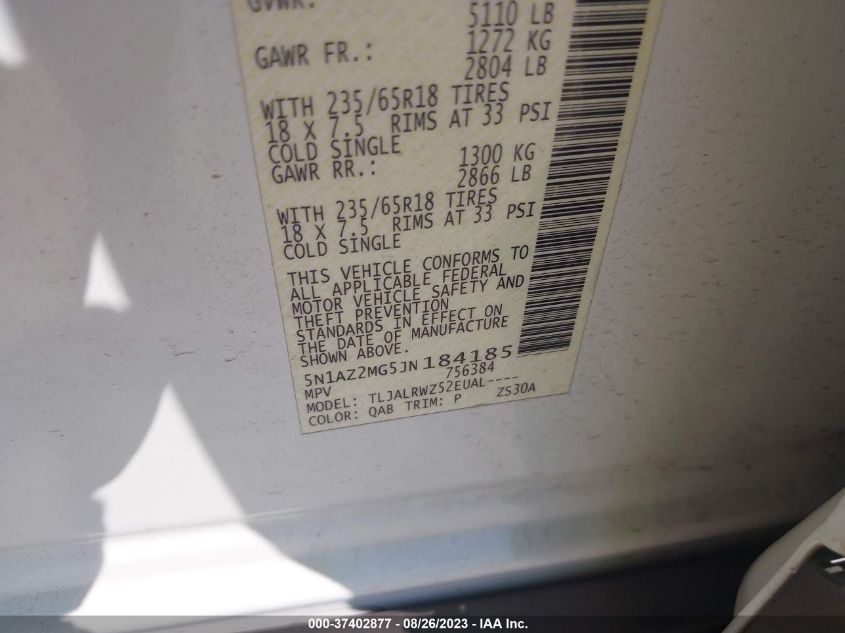 GVWR:
5110 LB
GAWR FR.: 1272 KG
2804 LB
WITH 235/65R18 TIRES
18 X 7.5 RIMS AT 33 PSI
COLD SINGLE
GAWR RR.: 1300 KG
2866 LB
WITH 235/65R18 TIRES
18 X 7.5 RIMS AT 33 PSI
COLD SINGLE
THIS VEHICLE CONFORMS TO
ALL APPLICABLE FEDERAL
MOTOR VEHICLE SAFETY AND
THEFT PREVENTION
STANDARDS IN EFFECT ON
THE DATE OF MANUFACTURE
SHOWN ABOVE.
5N1AZ2MG5JN184185
MPV 756384
MODEL: TLJALRWZ52EUAL----
COLOR: QAB TRIM: P ZS30A
000-37402877 - 08/26/2023 - IAA Inc.